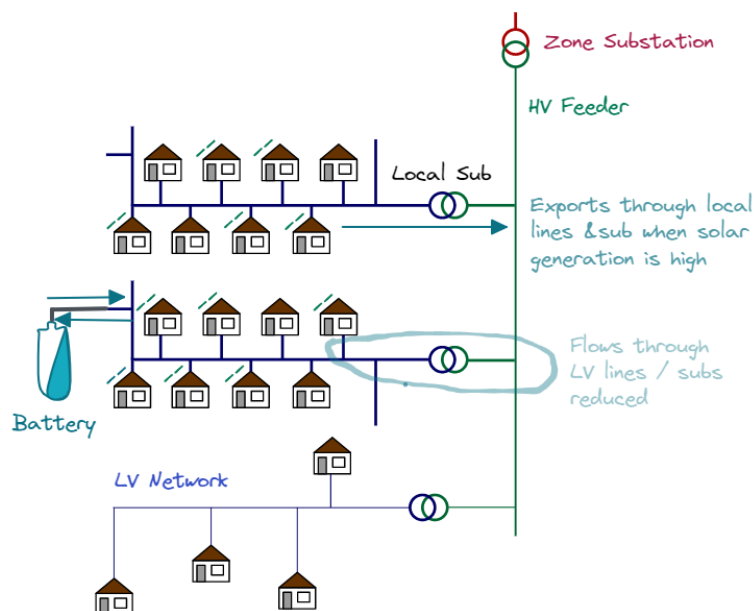 Zone Substation
HV Feeder
Local Sub
Exports through local
lines & sub when solar
generation is high
Flows through
LV lines / subs
reduced
Battery
LV Network